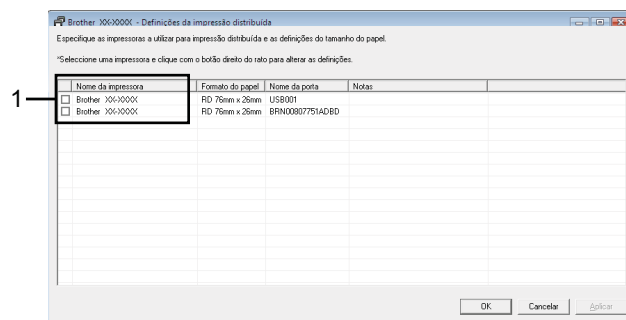 Brother XX-XXXX - Definições da impressão distribuída
Especifique as impressoras a utilizar para impressão distribuída e as definições do tamanho do papel.
*Seleccione uma impressora e clique com o botão direito do rato para alterar as definições.
Nome da impressora Formato do papel Nome da porta Notas
1
Brother XX-XXXX RD 76mm x 26mm USB001
Brother XX-XXXX RD 76mm x 26mm BRN00807751ADBD
OK Cancelar Aplicar